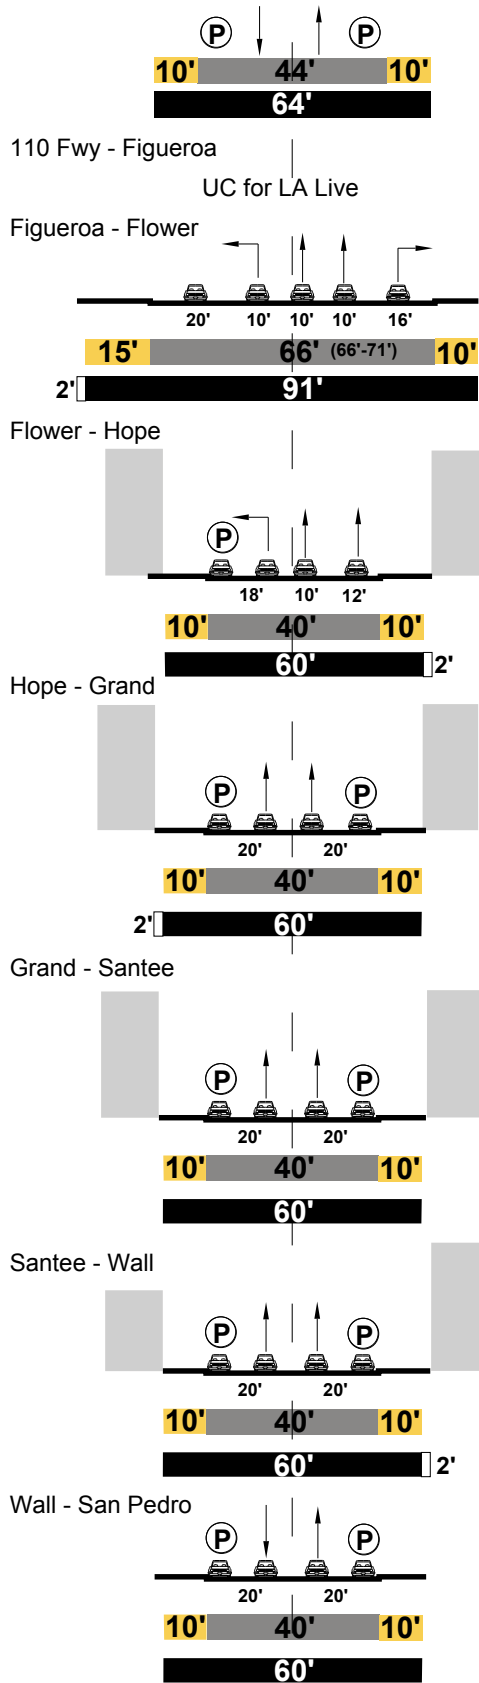 P P
10' 44' 10'
64'
110 Fwy - Figueroa
UC for LA Live
Figueroa - Flower
20' 10' 10' 10' 16'
15' 66' (66'-71') 10'
2' 91'
Flower - Hope
P
18' 10' 12'
10' 40' 10'
60' 2'
Hope - Grand
P P
20' 20'
10' 40' 10'
2' 60'
Grand - Santee
P P
20' 20'
10' 40' 10'
60'
Santee - Wall
P P
20' 20'
10' 40' 10'
60' 2'
Wall - San Pedro
P P
20' 20'
10' 40' 10'
60'